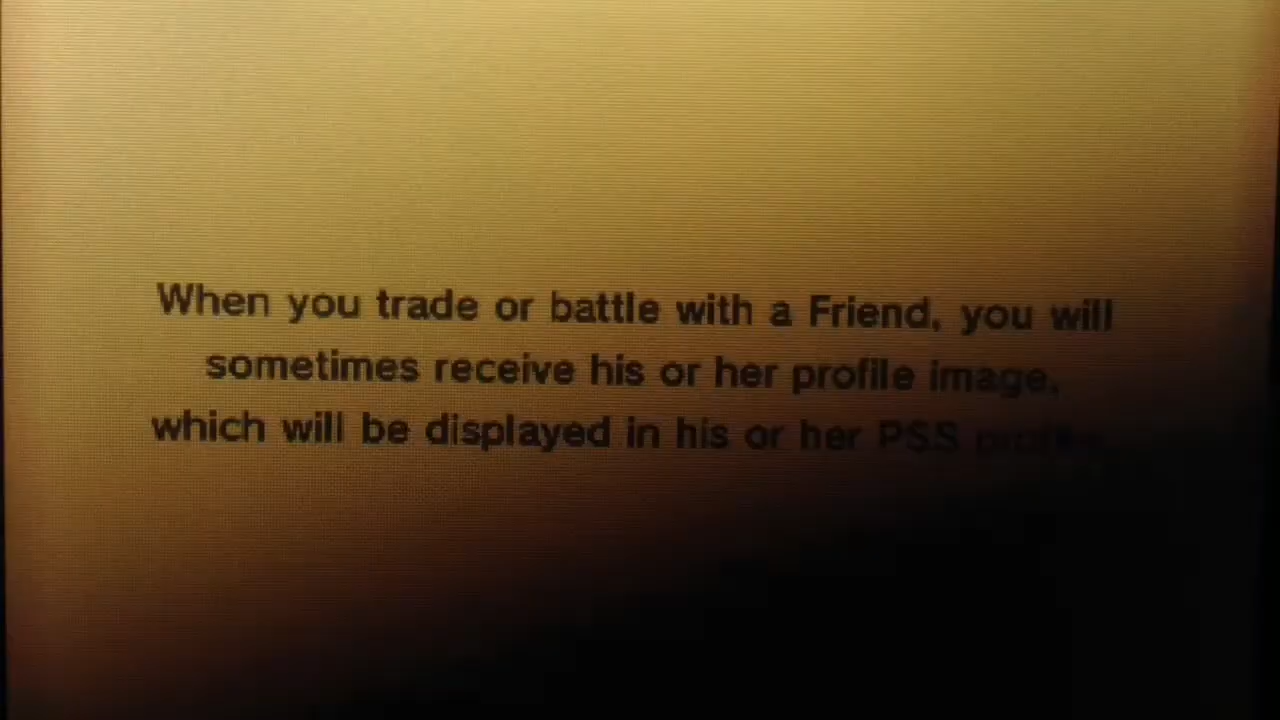 When you trade or battle with a Friend, you will
sometimes receive his or her profile image,
which will be displayed in his or her PSS